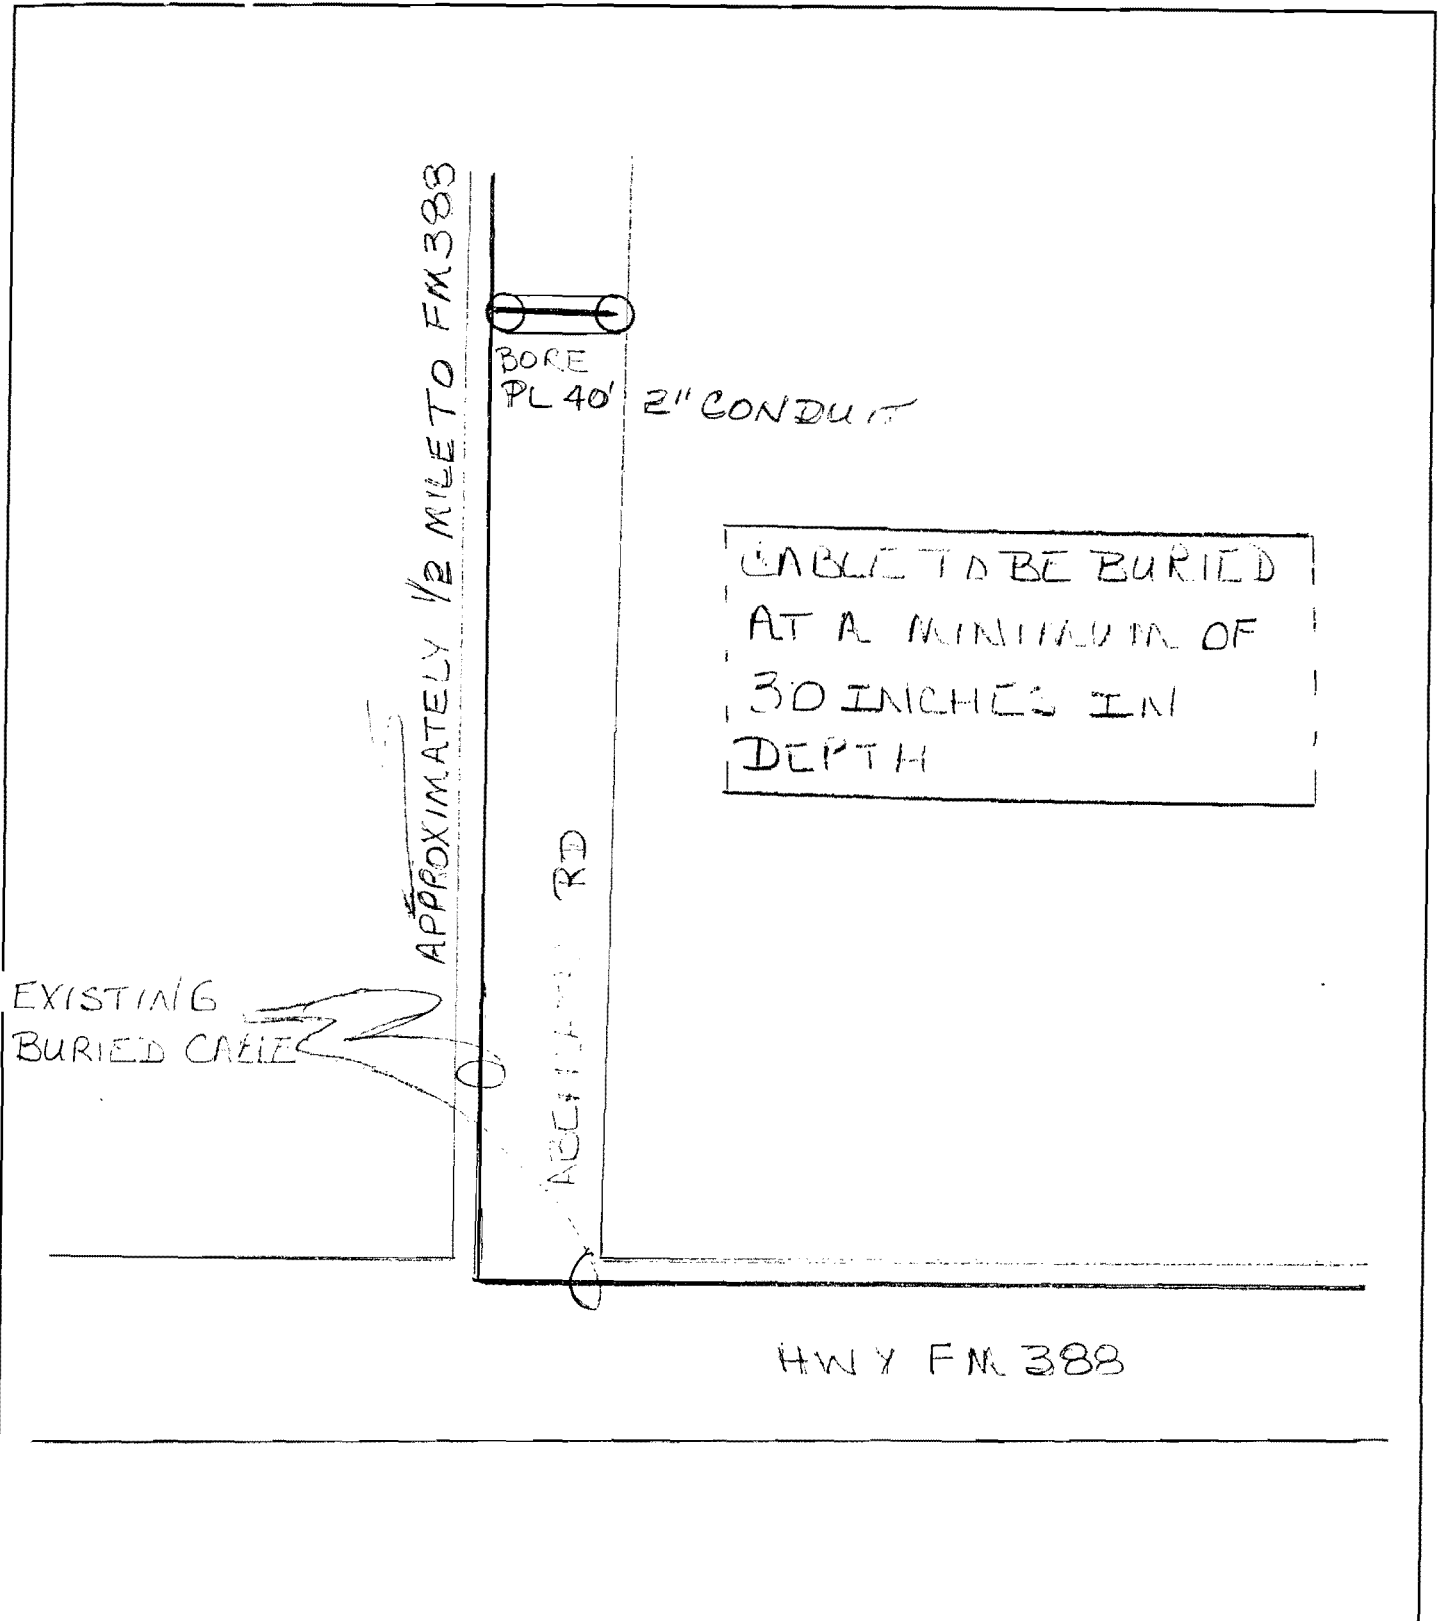 APPROXIMATELY 1/2 MILE TO FM 388
BORE
PL 40' 2" CONDUIT
CABLE TO BE BURIED
AT A MINIMUM OF
30 INCHES IN
DEPTH
RD
EXISTING
BURIED CABLE
HWY FM 388